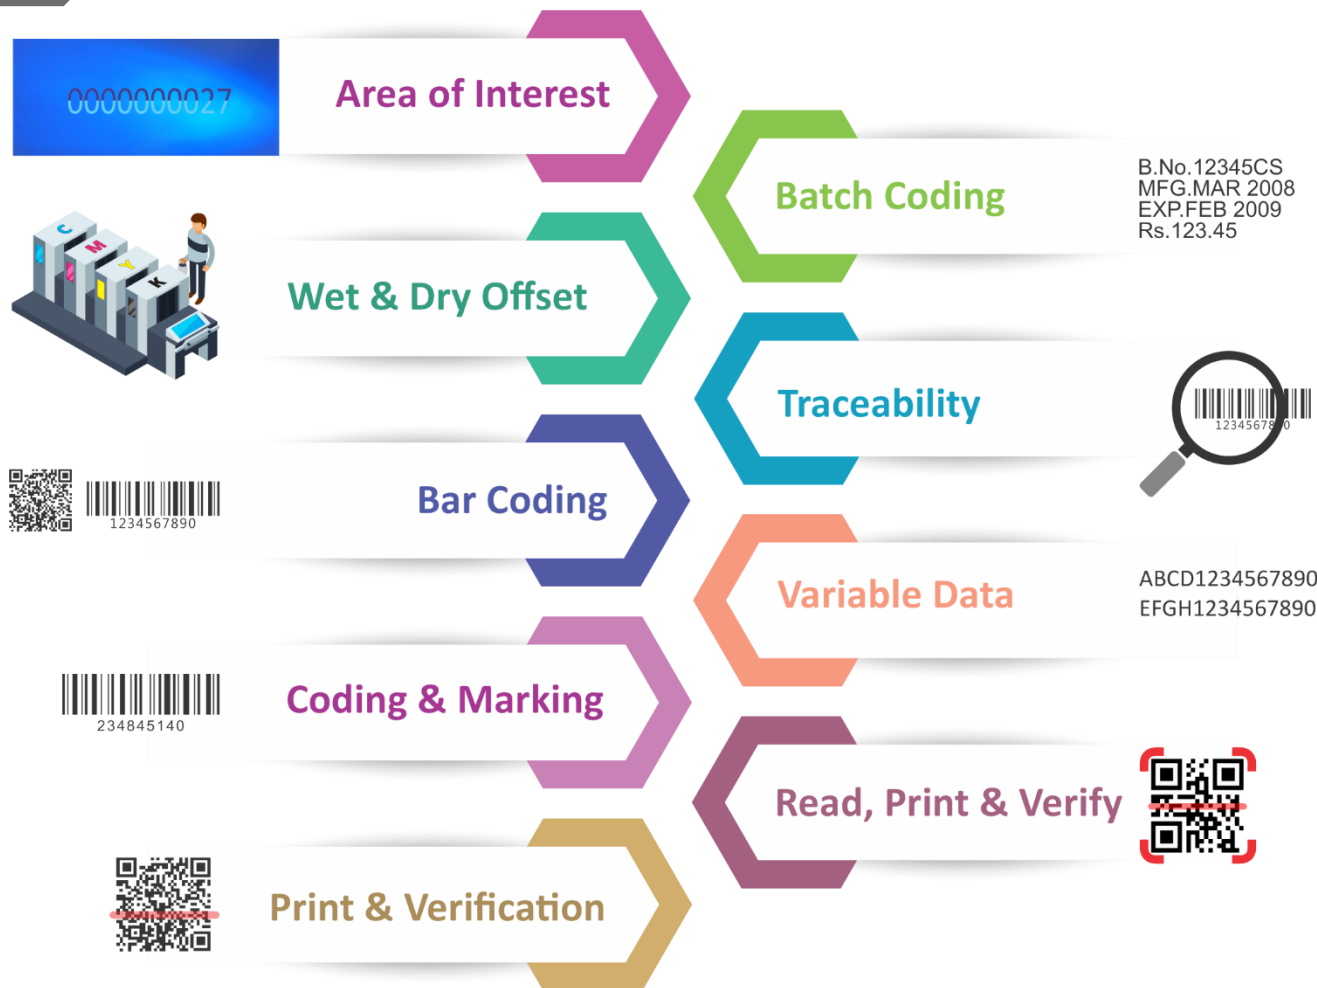 0000000027
Area of Interest
Batch Coding
B.No.12345CS
MFG.MAR 2008
EXP.FEB 2009
Rs.123.45
C
M
Y
K
Wet & Dry Offset
Traceability
1234567890
Bar Coding
1234567890
Variable Data
ABCD1234567890
EFGH1234567890
Coding & Marking
234845140
Read, Print & Verify
Print & Verification